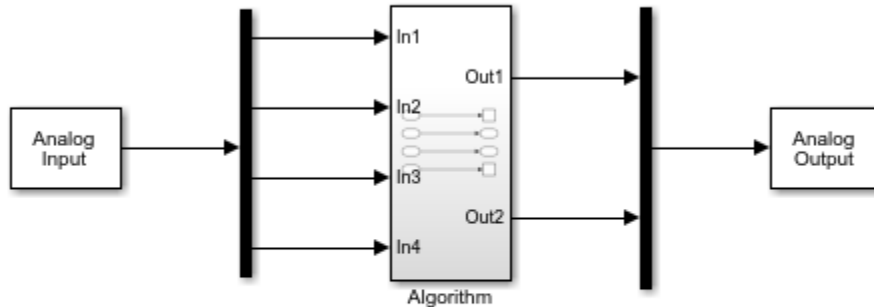 Analog
Input
In1
In2
In3
In4
Out1
Out2
Algorithm
Analog
Output